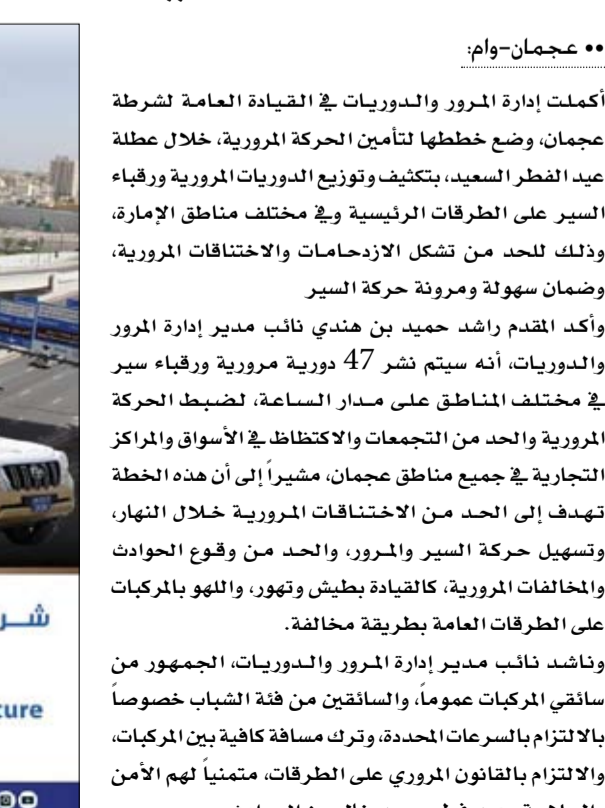 •• عجمان-وام:
أكملت إدارة المرور والدوريات في القيادة العامة لشرطة
عجمان، وضع خططها لتأمين الحركة المرورية، خلال عطلة
عيد الفطر السعيد، بتكثيف وتوزيع الدوريات المرورية ورقباء
السير على الطرقات الرئيسية وفي مختلف مناطق الإمارة،
وذلك للحد من تشكل الازدحامات والاختناقات المرورية،
وضمان سهولة ومرونة حركة السير
وأكد المقدم راشد حميد بن هندي نائب مدير إدارة المرور
والدوريات، أنه سيتم نشر 47 دورية مرورية ورقباء سير
في مختلف المناطق على مدار الساعة، لضبط الحركة
المرورية والحد من التجمعات والاكتظاظ في الأسواق والمراكز
التجارية في جميع مناطق عجمان، مشيراً إلى أن هذه الخطة
تهدف إلى الحد من الاختناقات المرورية خلال النهار،
وتسهيل حركة السير والمرور، والحد من وقوع الحوادث
والمخالفات المرورية، كالقيادة بطيش وتهور، واللهو بالمركبات
على الطرقات العامة بطريقة مخالفة.
وناشد نائب مدير إدارة المرور والدوريات، الجمهور من
سائقي المركبات عموماً، والسائقين من فئة الشباب خصوصاً
بالالتزام بالسرعات المحددة، وترك مسافة كافية بين المركبات،
والالتزام بالقانون المروري على الطرقات، متمنياً لهم الأمن
شـر
ture